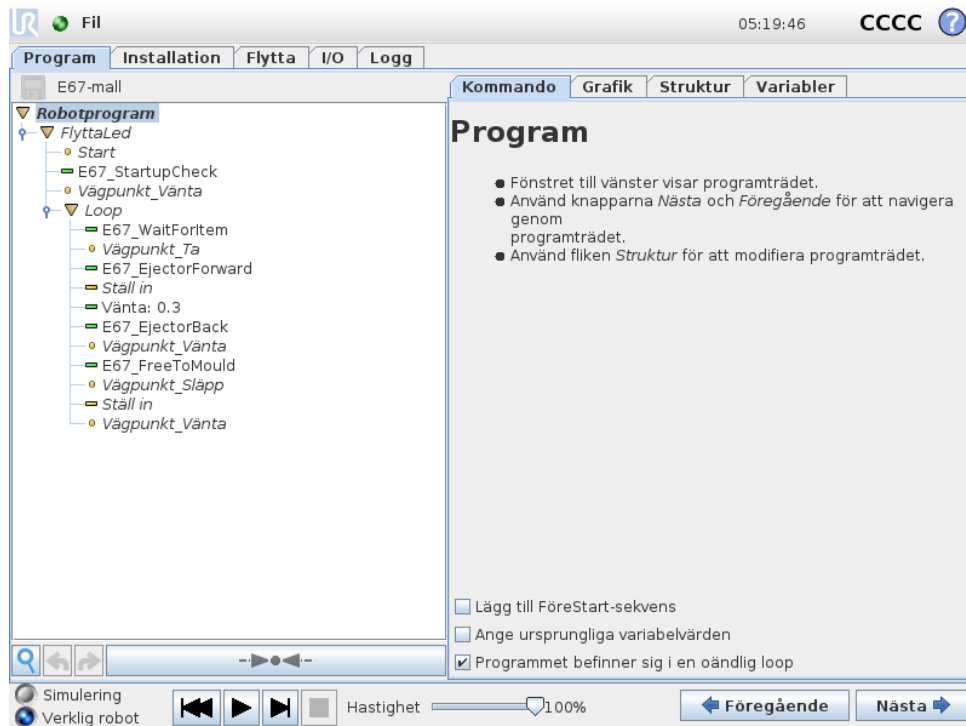 UR Fil 05:19:46 CCCC ?
Program Installation Flytta I/O Logg
E67-mall
Robotprogram
FlyttaLed
Start
E67_StartupCheck
Vägpunkt_Vänta
Loop
E67_WaitForItem
Vägpunkt_Ta
E67_EjectorForward
Ställ in
Vänta: 0.3
E67_EjectorBack
Vägpunkt_Vänta
E67_FreeToMould
Vägpunkt_Släpp
Ställ in
Vägpunkt_Vänta
Kommando Grafik Struktur Variabler
Program
Fönstret till vänster visar programträdet.
Använd knapparna Nästa och Föregående för att navigera
genom
programträdet.
Använd fliken Struktur för att modifiera programträdet.
Lägg till FöreStart-sekvens
Ange ursprungliga variabelvärden
Programmet befinner sig i en oändlig loop
Simulering
Verklig robot
Hastighet 100%
Föregående Nästa